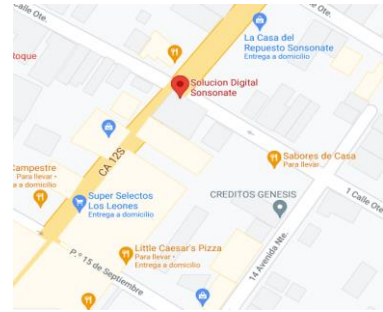 Calle Ote.
La Casa del
Repuesto Sonsonate
Entrega a domicilio
Roque
Solucion Digital
Sonsonate
CA 12S
Sabores de Casa
Para llevar
Campestre
Para llevar •
a a domicilio
Super Selectos
Los Leones
Entrega a domicilio
CREDITOS GENESIS
1 Calle Ote.
Little Caesar's Pizza
Para llevar •
Entrega a domicilio
P.º 15 de Septiembre
14 Avenida Nte.